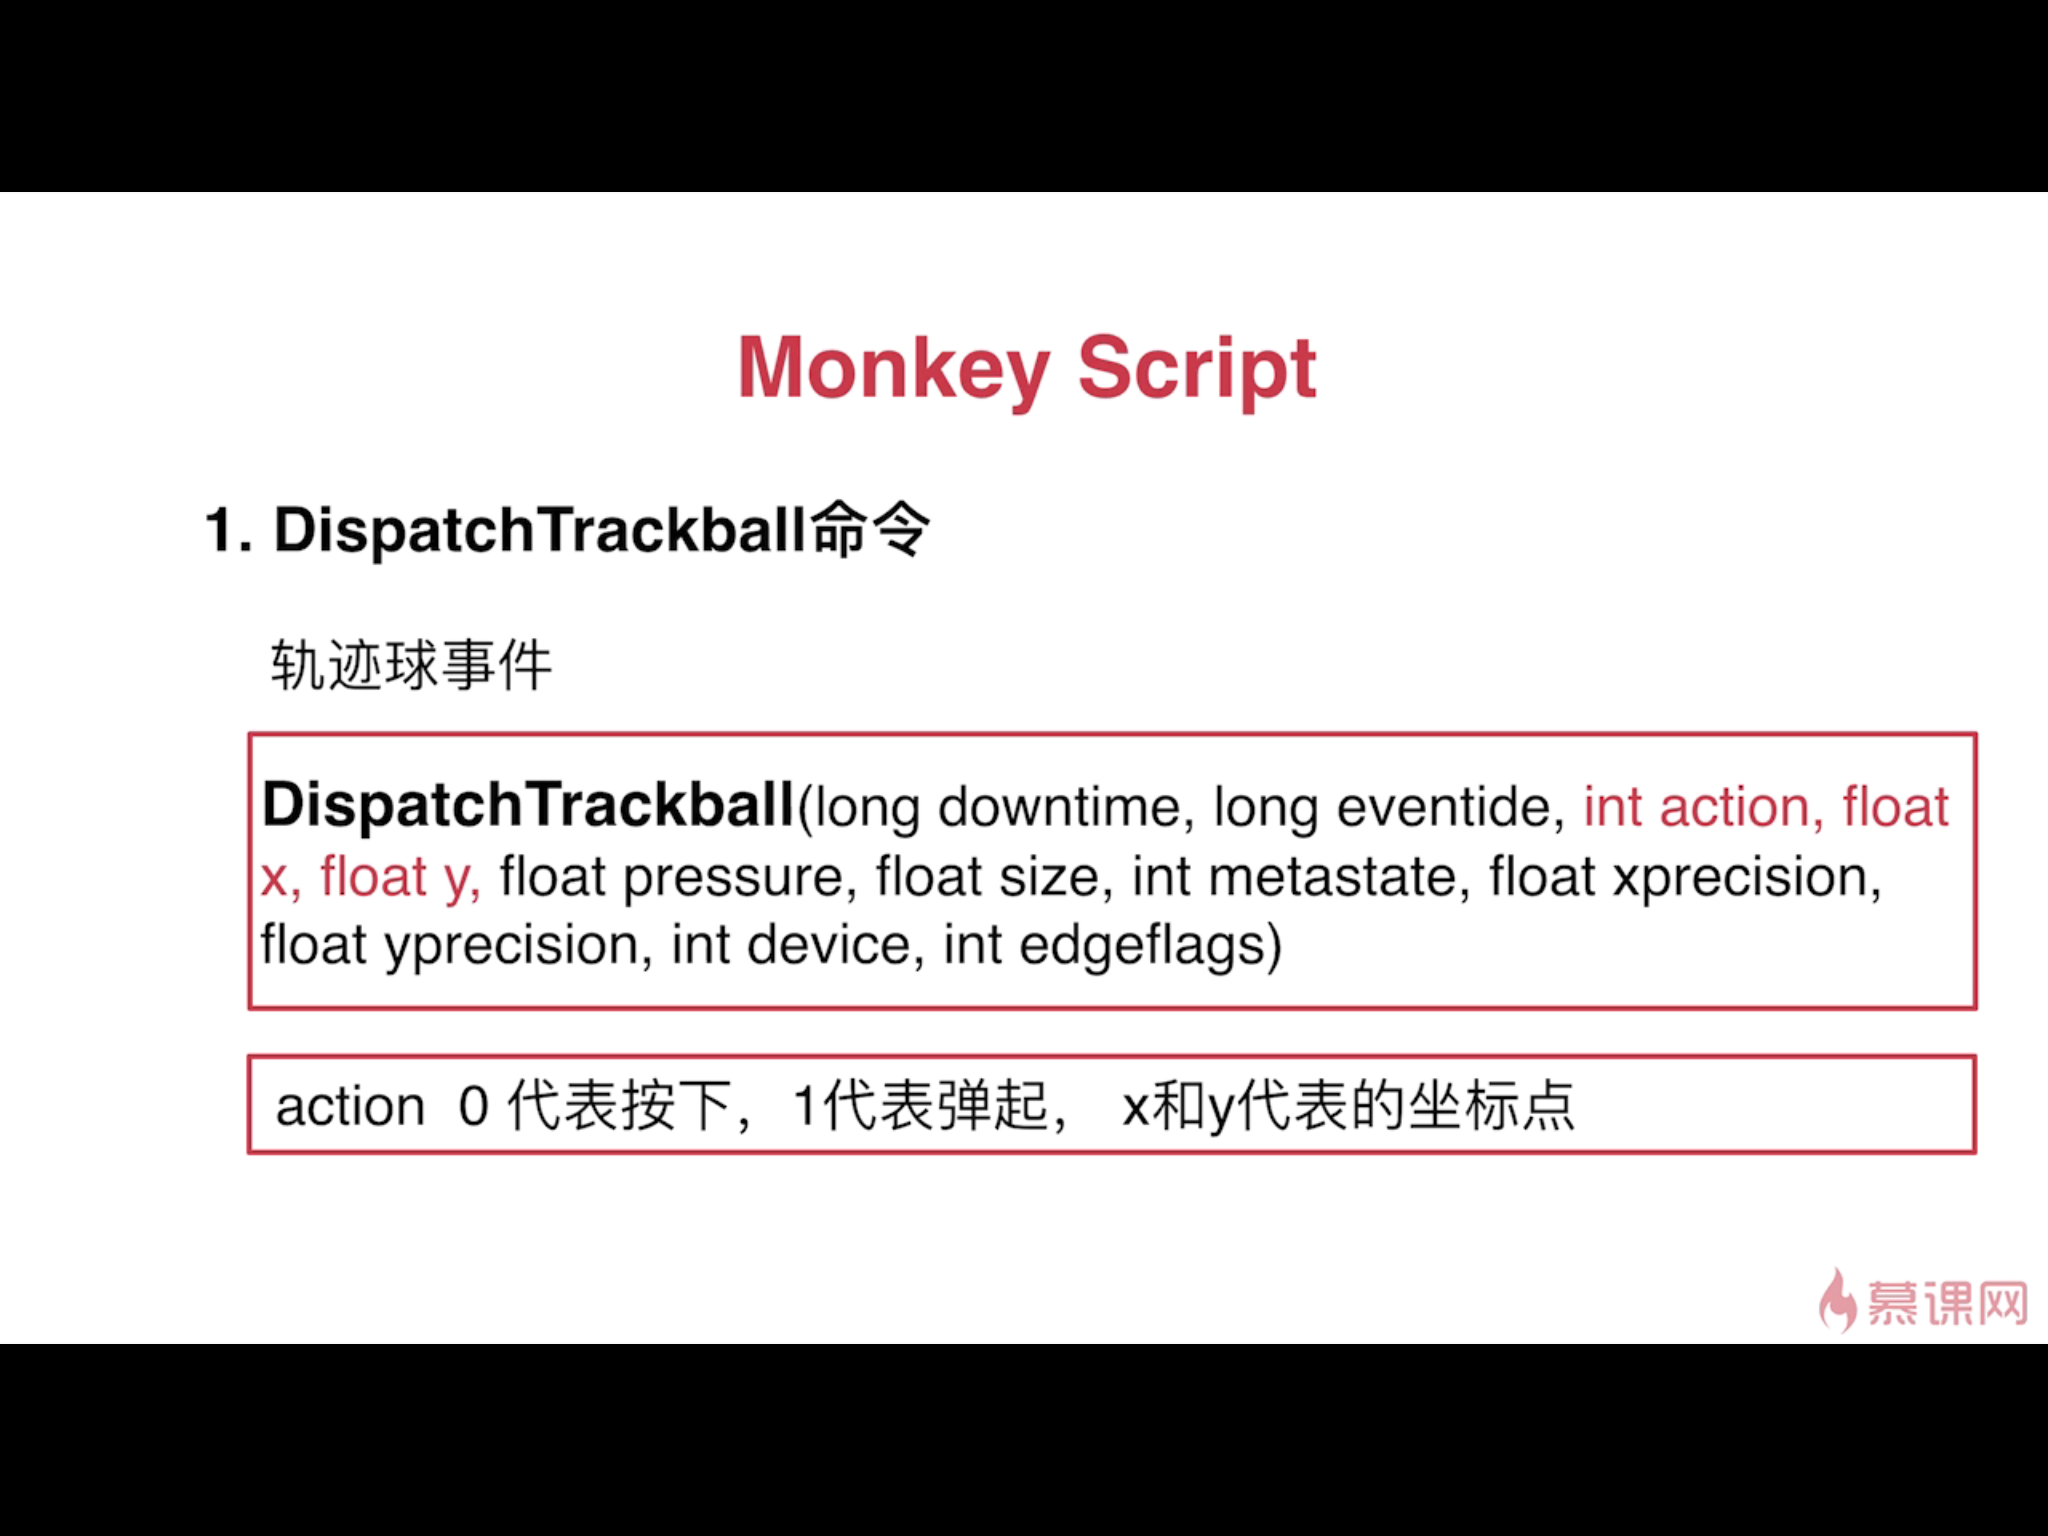 Monkey Script
1. DispatchTrackball命令
轨迹球事件
DispatchTrackball(long downtime, long eventide, int action, float
x, float y, float pressure, float size, int metastate, float xprecision,
float yprecision, int device, int edgeflags)
action 0 代表按下，1代表弹起， x和y代表的坐标点
慕课网